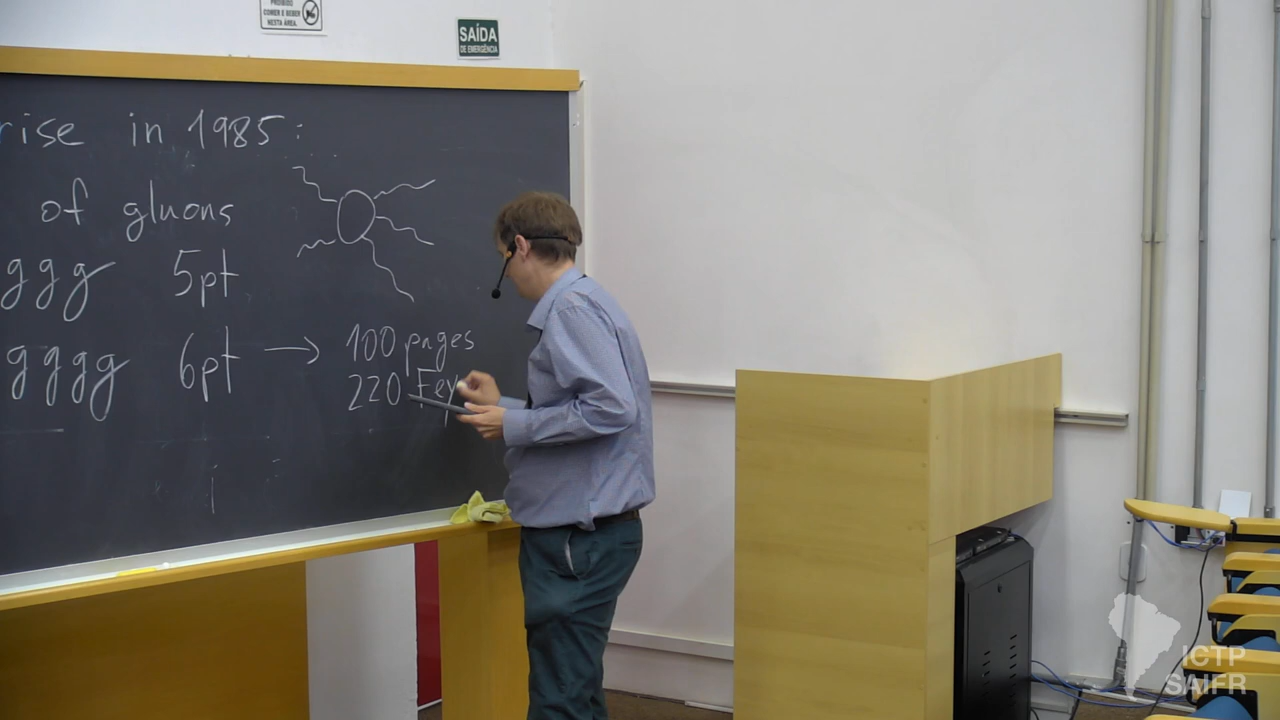 PROIBIDO
COMER E BEBER
NESTA ÁREA.
SAÍDA
DE EMERGÊNCIA
rise in 1985:
of gluons
ggg 5pt
gggg 6pt → 100 pages
220 Fey
ICTP
SAIFR